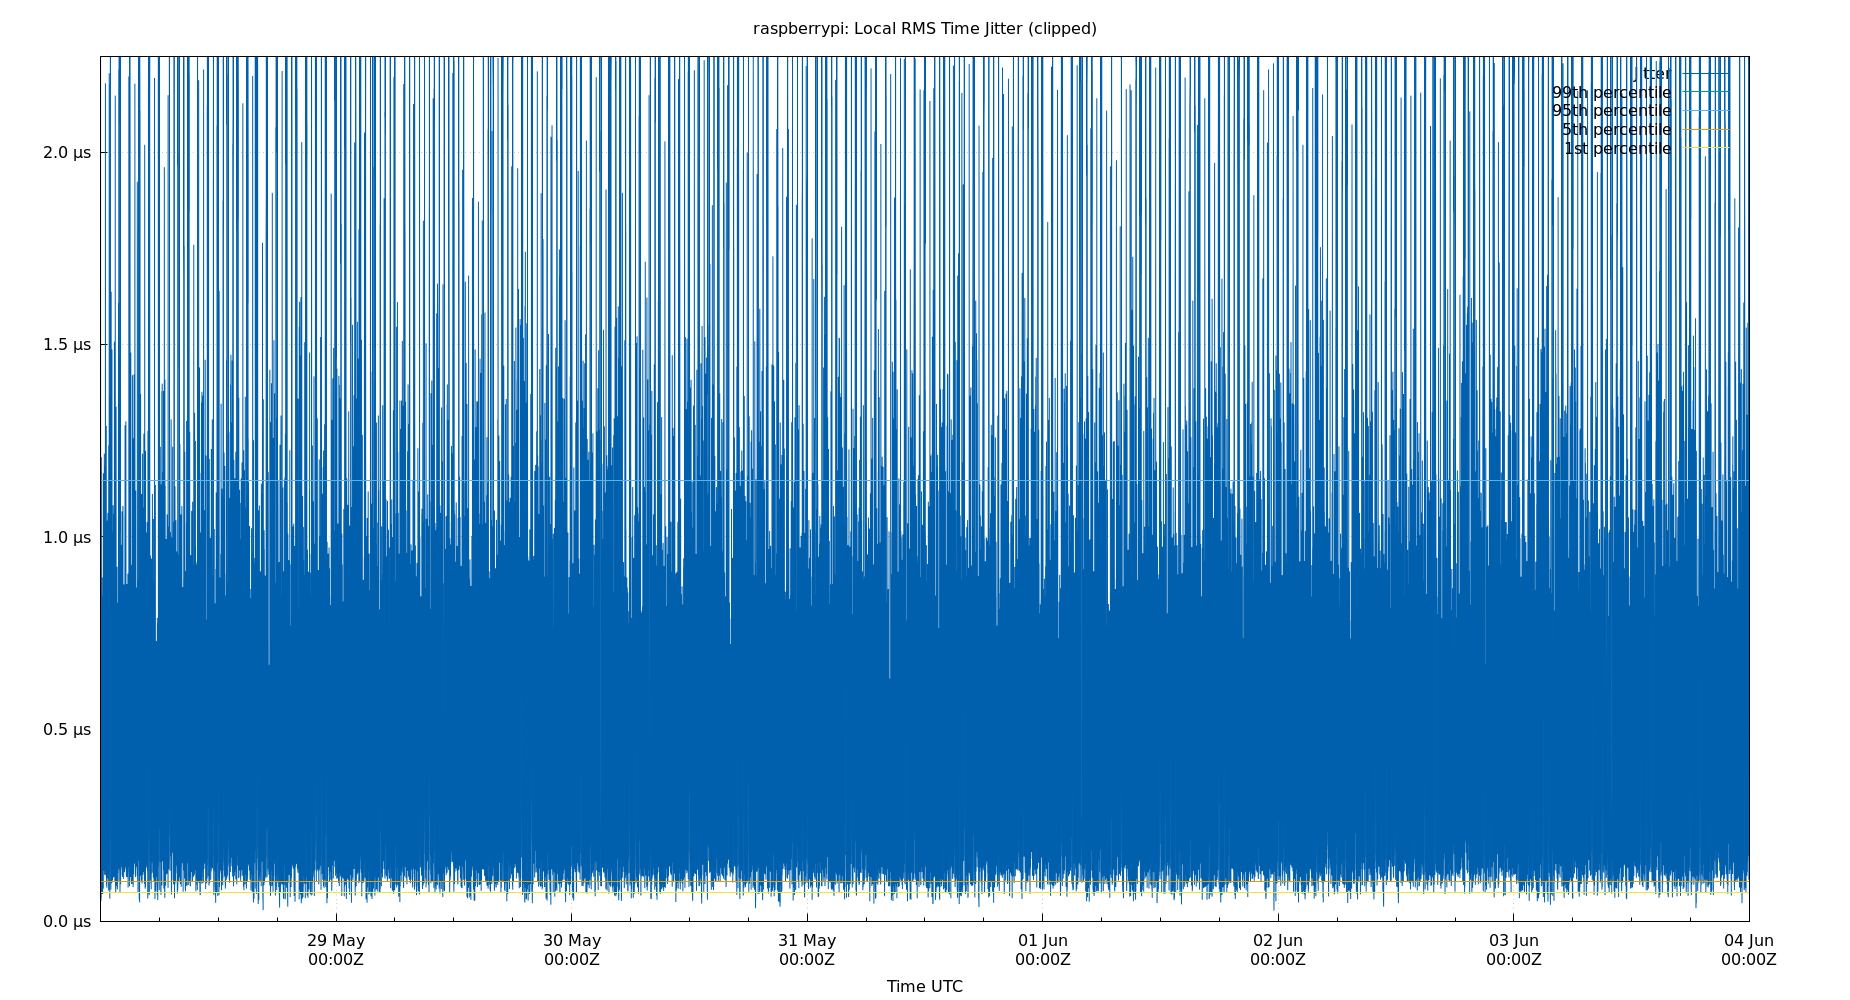 raspberrypi: Local RMS Time Jitter (clipped)
Jitter
99th percentile
95th percentile
5th percentile
1st percentile
2.0 µs
1.5 µs
1.0 µs
0.5 µs
0.0 µs
29 May
00:00Z
30 May
00:00Z
31 May
00:00Z
01 Jun
00:00Z
02 Jun
00:00Z
03 Jun
00:00Z
04 Jun
00:00Z
Time UTC